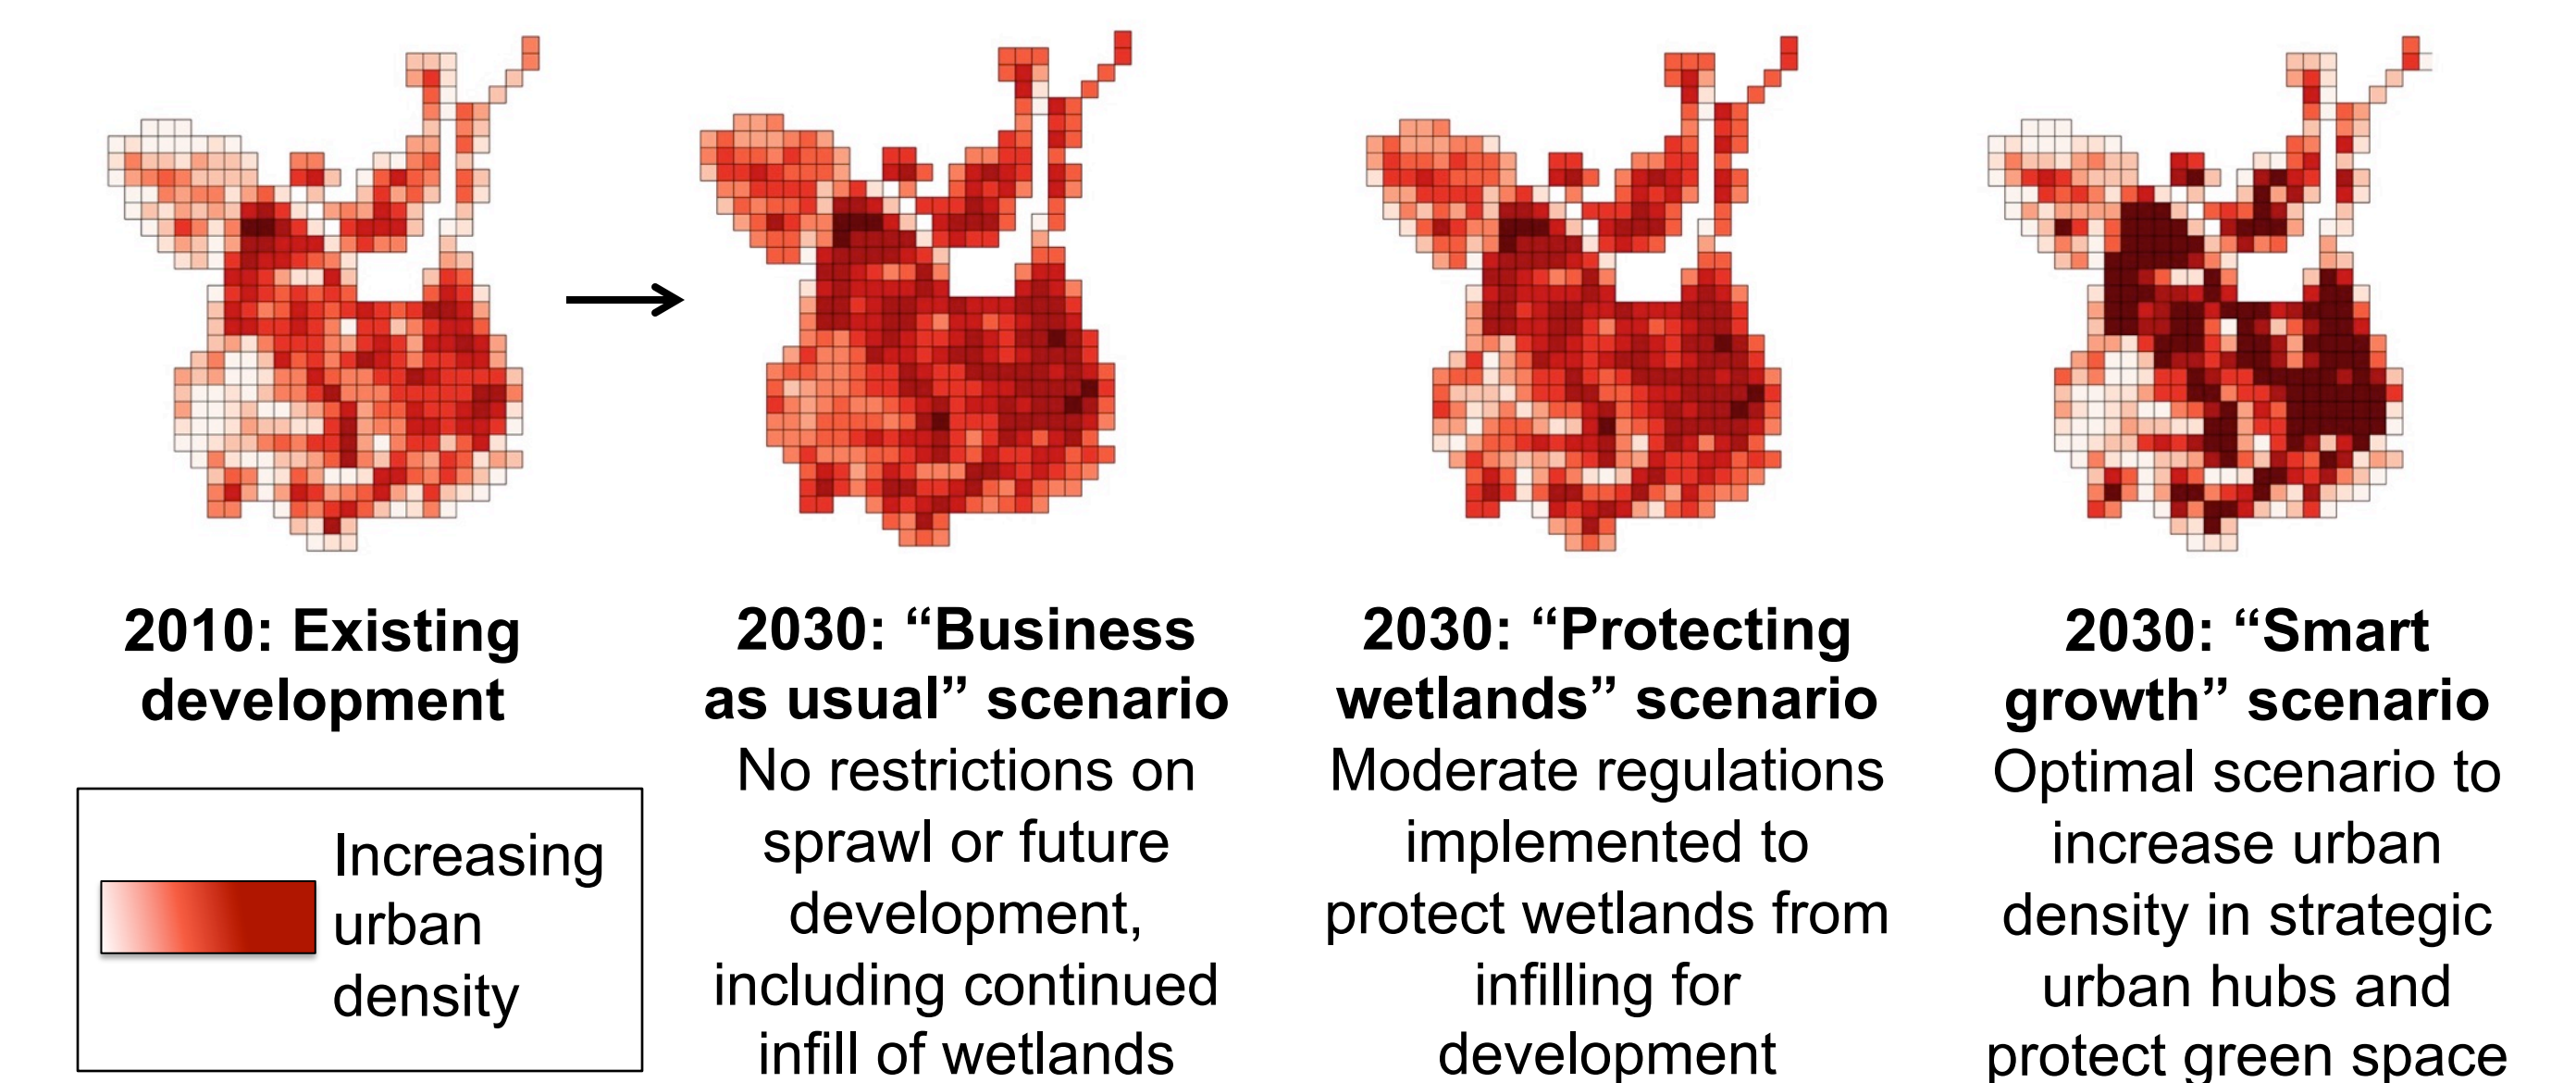 2010: Existing
development
Increasing
urban
density
2030: “Business
as usual” scenario
No restrictions on
sprawl or future
development,
including continued
infill of wetlands
2030: “Protecting
wetlands” scenario
Moderate regulations
implemented to
protect wetlands from
infilling for
development
2030: “Smart
growth” scenario
Optimal scenario to
increase urban
density in strategic
urban hubs and
protect green space